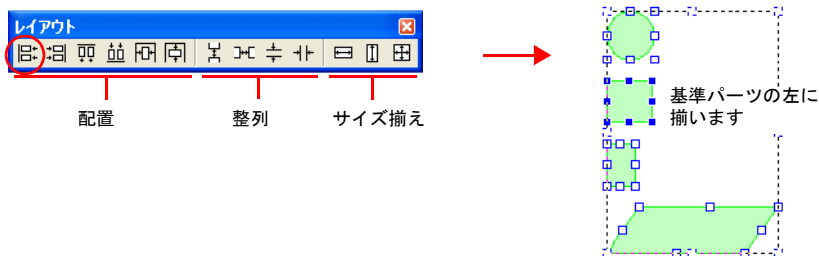 レイアウト
配置
整列
サイズ揃え
基準パーツの左に
揃います